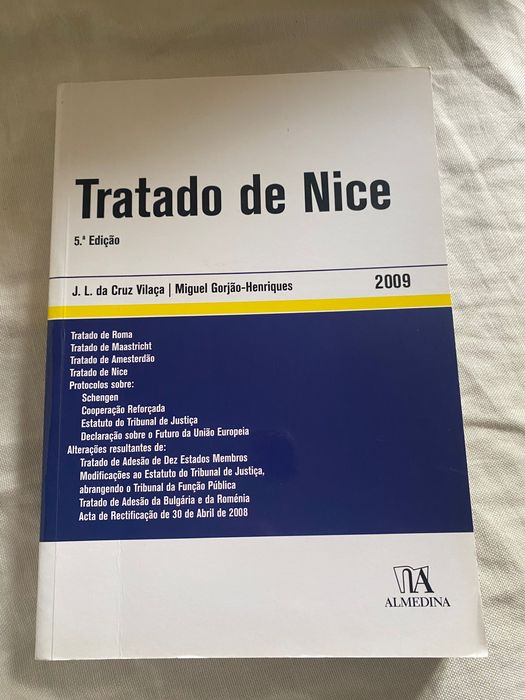 Tratado de Nice
5.ª Edição
J. L. da Cruz Vilaça | Miguel Gorjão-Henriques 2009
Tratado de Roma
Tratado de Maastricht
Tratado de Amesterdão
Tratado de Nice
Protocolos sobre:
Schengen
Cooperação Reforçada
Estatuto do Tribunal de Justiça
Declaração sobre o Futuro da União Europeia
Alterações resultantes de:
Tratado de Adesão de Dez Estados Membros
Modificações ao Estatuto do Tribunal de Justiça,
abrangendo o Tribunal da Função Pública
Tratado de Adesão da Bulgária e da Roménia
Acta de Rectificação de 30 de Abril de 2008
ALMEDINA